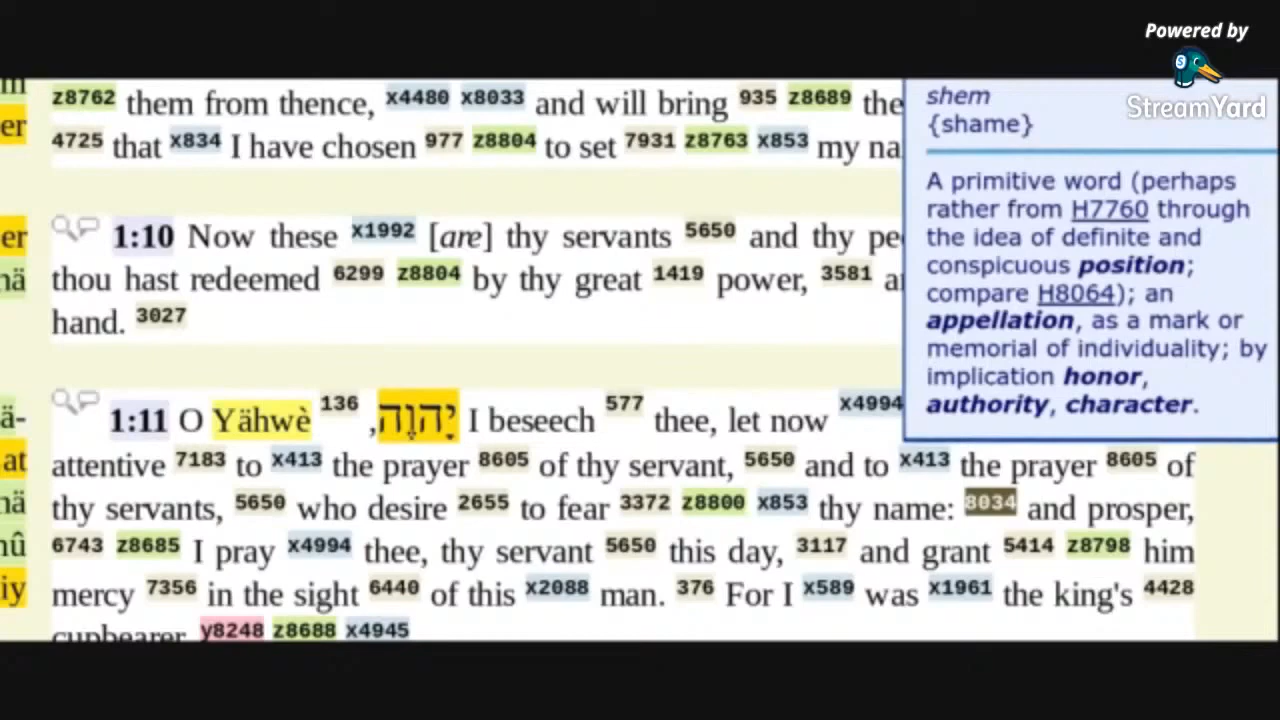 Powered by
StreamYard
z8762 them from thence, x4480 x8033 and will bring 935 z8689 the
er
4725 that x834 I have chosen 977 z8804 to set 7931 z8763 x853 my na
er
1:10 Now these x1992 [are] thy servants 5650 and thy pe
nä
thou hast redeemed 6299 z8804 by thy great 1419 power, 3581 a
hand. 3027
ä-
1:11 O Yähwè 136 ,יָהוֶה I beseech 577 thee, let now x4994
at
attentive 7183 to x413 the prayer 8605 of thy servant, 5650 and to x413 the prayer 8605 of
nä
thy servants, 5650 who desire 2655 to fear 3372 z8800 x853 thy name: 8034 and prosper,
nû
6743 z8685 I pray x4994 thee, thy servant 5650 this day, 3117 and grant 5414 z8798 him
iy
mercy 7356 in the sight 6440 of this x2088 man. 376 For I x589 was x1961 the king's 4428
cupbearer. y8248 z8688 x4945
shem
{shame}
A primitive word (perhaps
rather from H7760 through
the idea of definite and
conspicuous position;
compare H8064); an
appellation, as a mark or
memorial of individuality; by
implication honor,
authority, character.